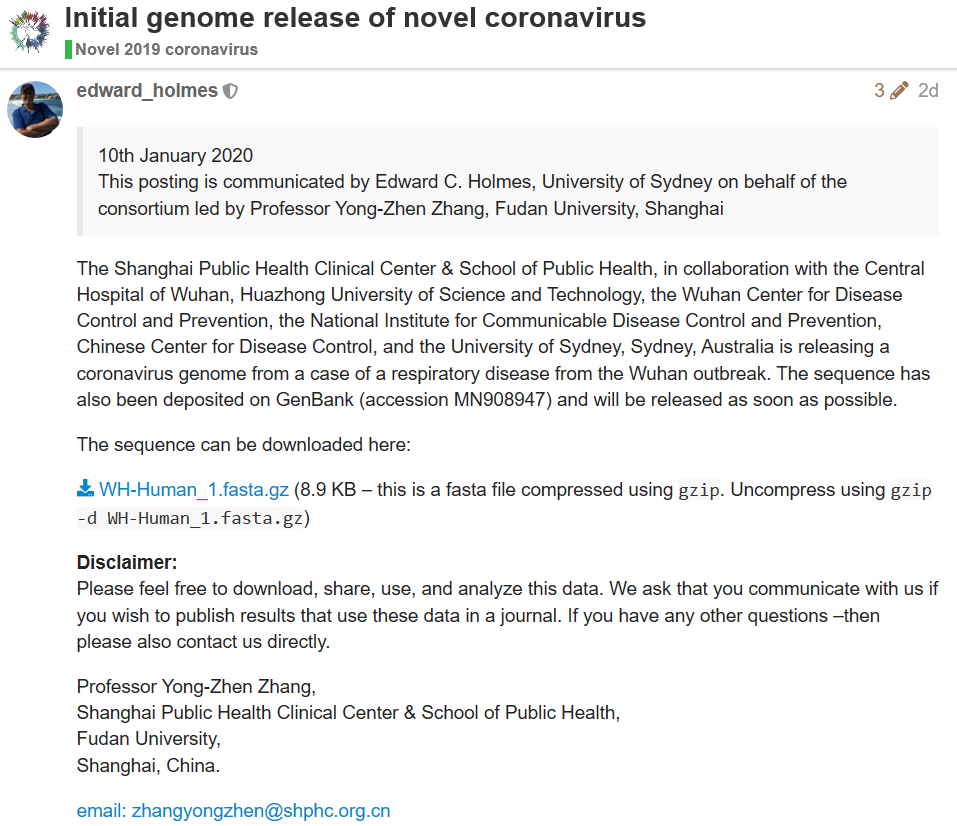 Initial genome release of novel coronavirus
Novel 2019 coronavirus
edward_holmes
3 2d
10th January 2020
This posting is communicated by Edward C. Holmes, University of Sydney on behalf of the
consortium led by Professor Yong-Zhen Zhang, Fudan University, Shanghai
The Shanghai Public Health Clinical Center & School of Public Health, in collaboration with the Central
Hospital of Wuhan, Huazhong University of Science and Technology, the Wuhan Center for Disease
Control and Prevention, the National Institute for Communicable Disease Control and Prevention,
Chinese Center for Disease Control, and the University of Sydney, Sydney, Australia is releasing a
coronavirus genome from a case of a respiratory disease from the Wuhan outbreak. The sequence has
also been deposited on GenBank (accession MN908947) and will be released as soon as possible.
The sequence can be downloaded here:
WH-Human_1.fasta.gz (8.9 KB – this is a fasta file compressed using gzip. Uncompress using gzip
-d WH-Human_1.fasta.gz)
Disclaimer:
Please feel free to download, share, use, and analyze this data. We ask that you communicate with us if
you wish to publish results that use these data in a journal. If you have any other questions –then
please also contact us directly.
Professor Yong-Zhen Zhang,
Shanghai Public Health Clinical Center & School of Public Health,
Fudan University,
Shanghai, China.
email: zhangyongzhen@shphc.org.cn